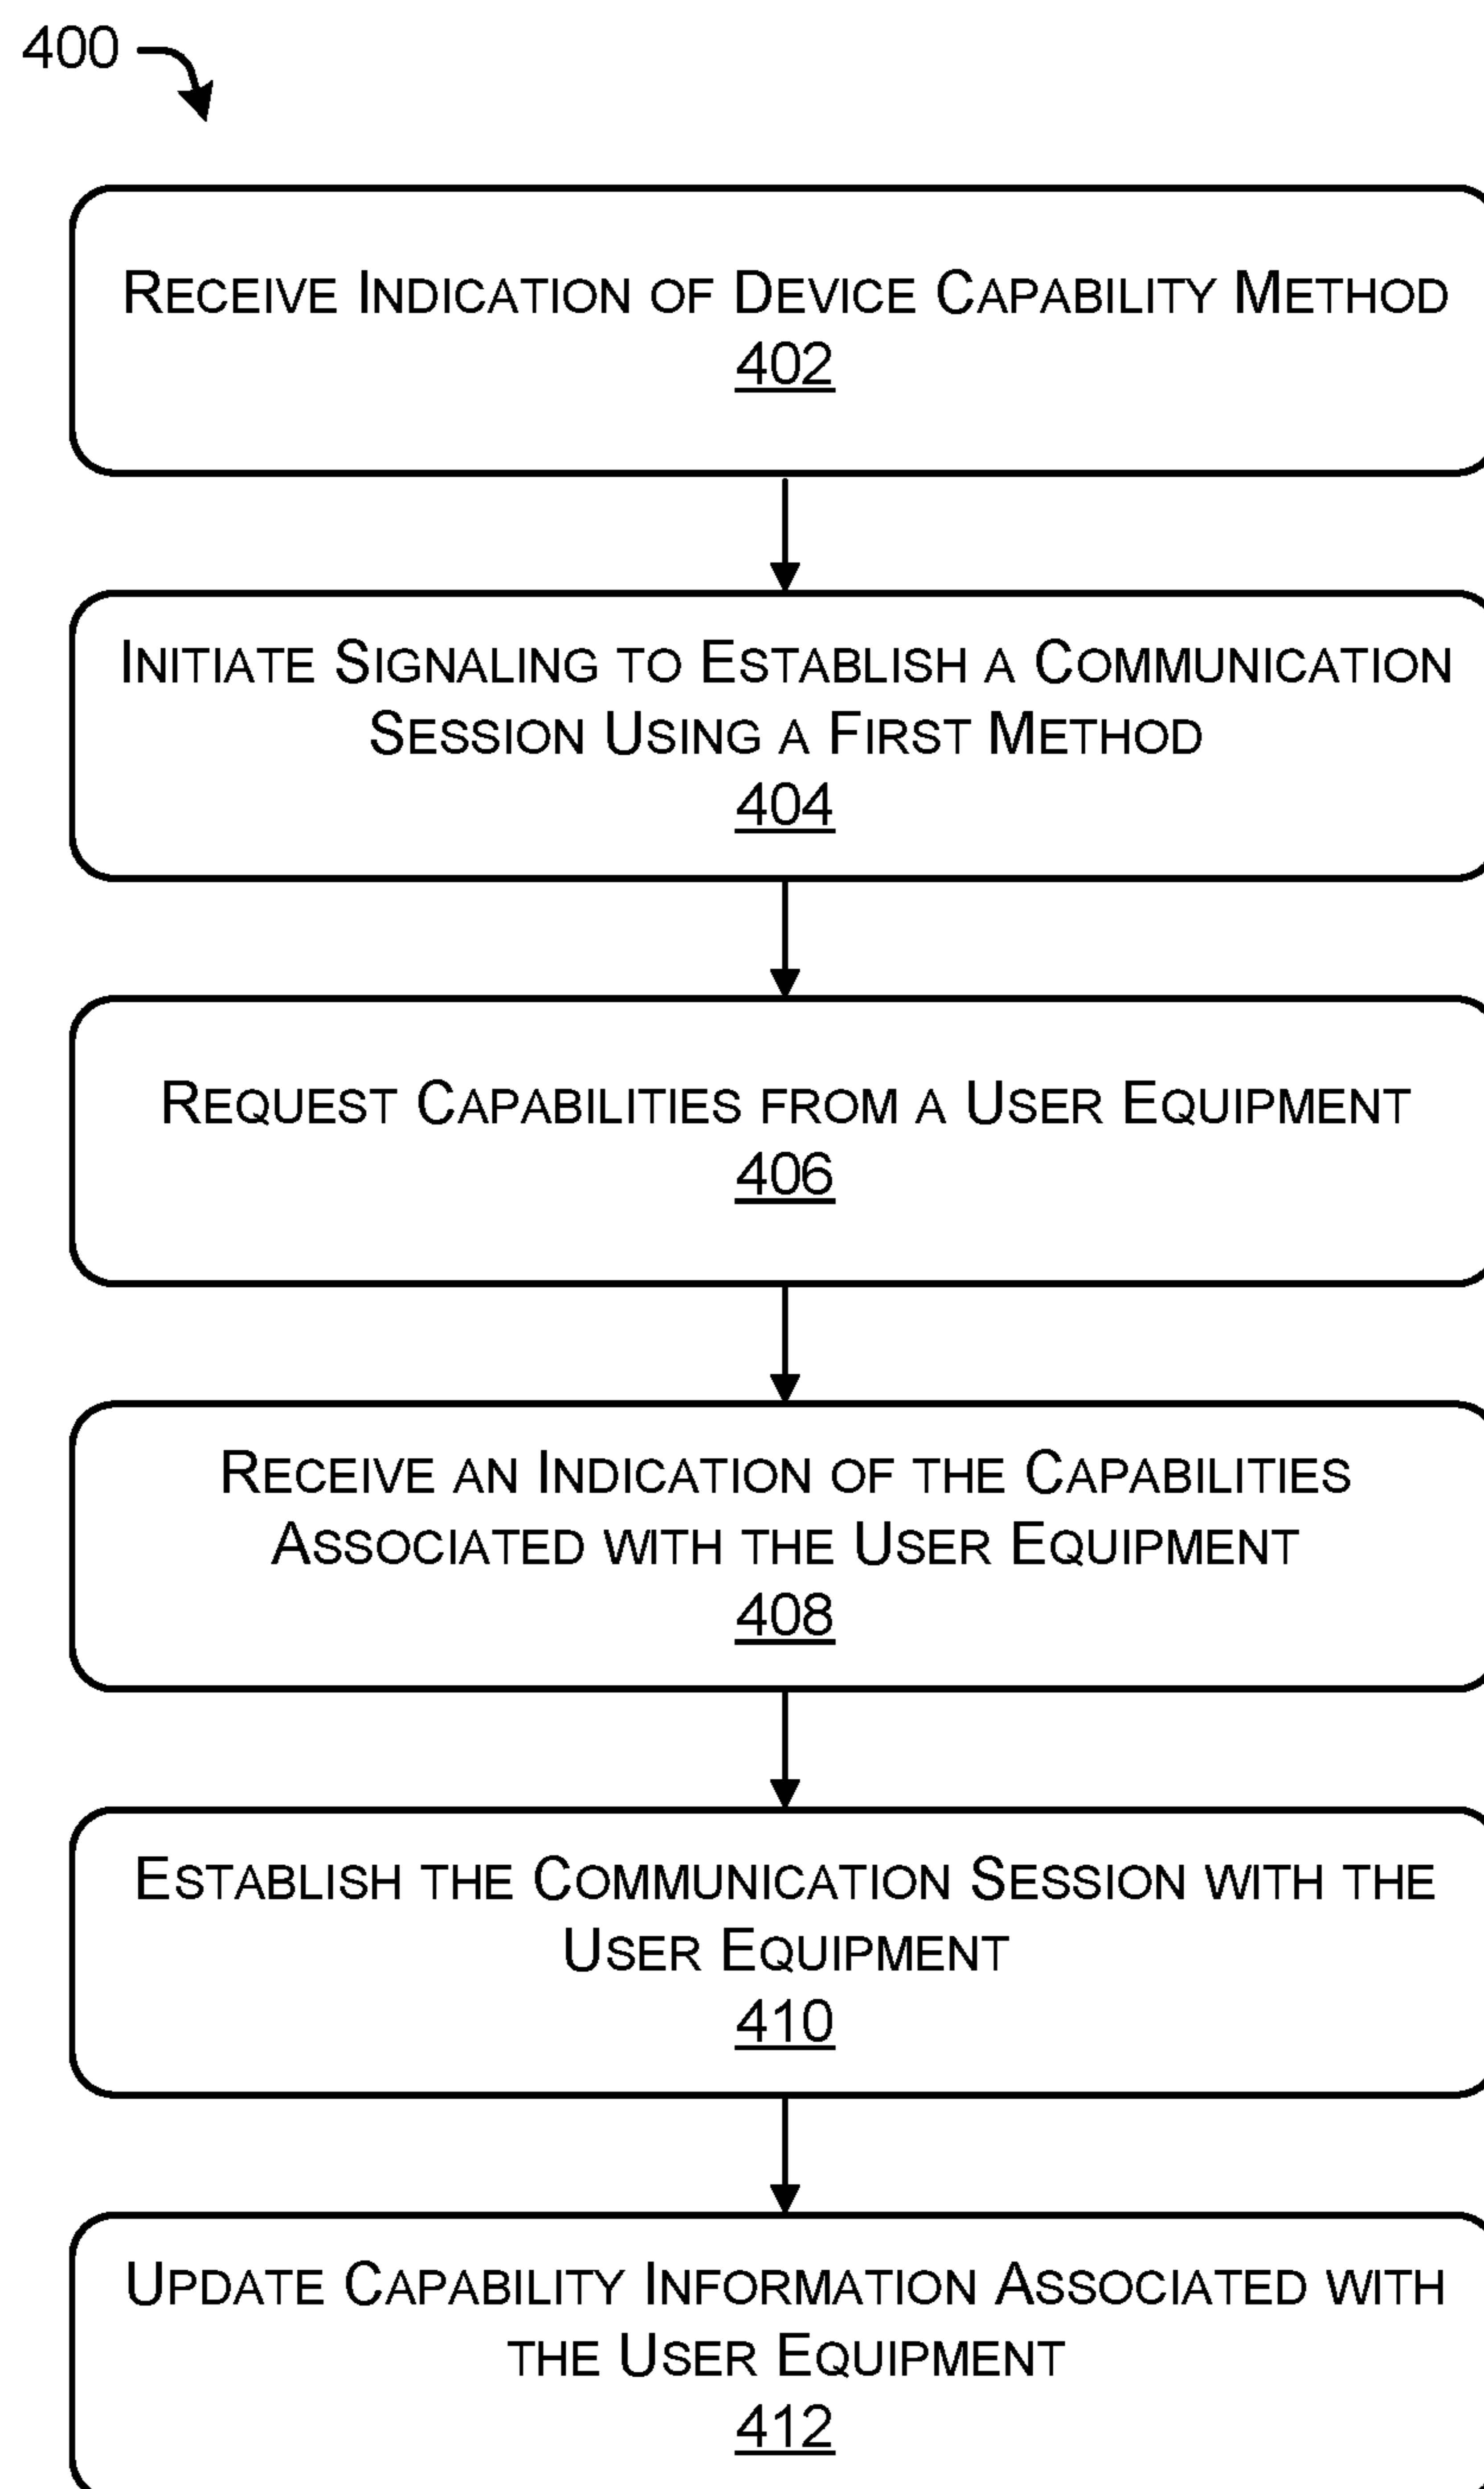 400
Receive Indication of Device Capability Method
402
Initiate Signaling to Establish a Communication
Session Using a First Method
404
Request Capabilities from a User Equipment
406
Receive an Indication of the Capabilities
Associated with the User Equipment
408
Establish the Communication Session with the
User Equipment
410
Update Capability Information Associated with
the User Equipment
412